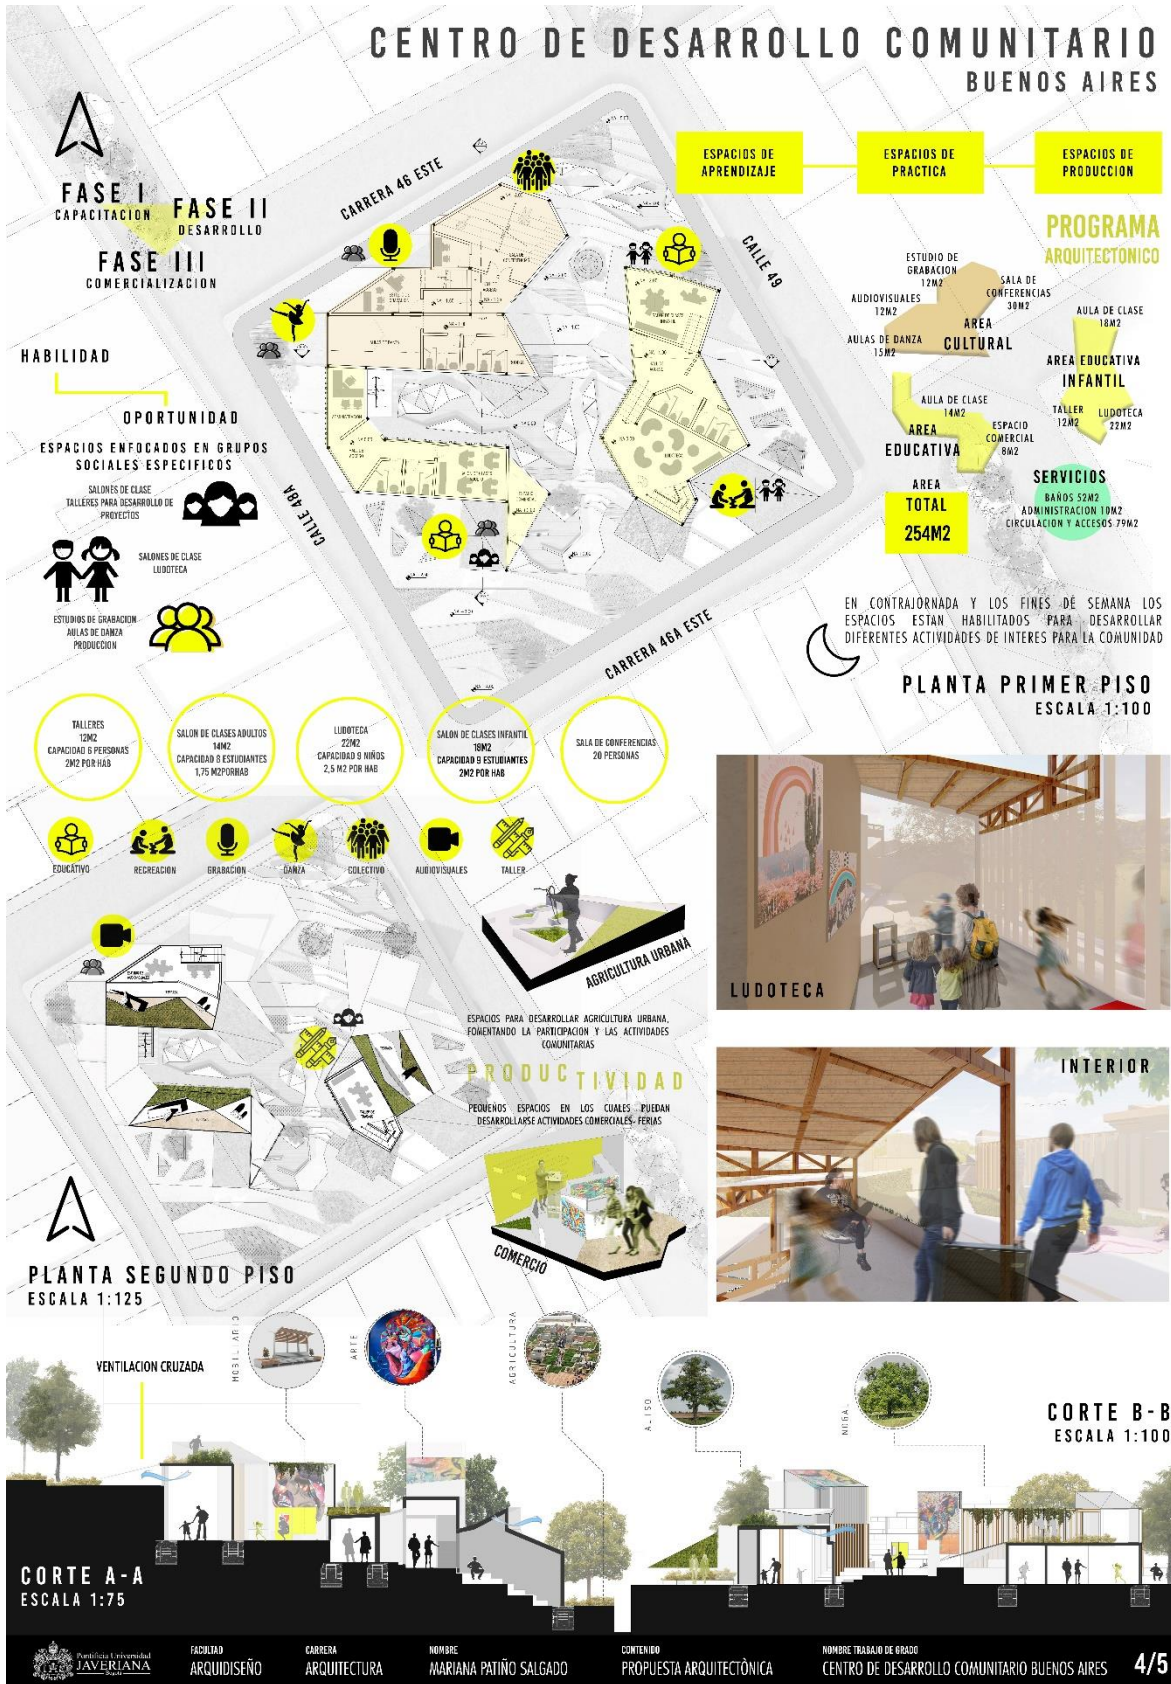 CENTRO DE DESARROLLO COMUNITARIO
BUENOS AIRES
FASE I
CAPACITACION
FASE II
DESARROLLO
FASE III
COMERCIALIZACION
HABILIDAD
OPORTUNIDAD
ESPACIOS ENFOCADOS EN GRUPOS
SOCIALES ESPECIFICOS
SALONES DE CLASE
TALLERES PARA DESARROLLO DE
PROYECTOS
SALONES DE CLASE
LUDOTECA
ESTUDIOS DE GRABACION
AULAS DE DANZA
PRODUCCION
CARRERA 46 ESTE
CALLE 49
CALLE 48A
CARRERA 46A ESTE
ESPACIOS DE
APRENDIZAJE
ESPACIOS DE
PRACTICA
ESPACIOS DE
PRODUCCION
PROGRAMA
ARQUITECTONICO
ESTUDIO DE
GRABACION
12M2
SALA DE
CONFERENCIAS
30M2
AUDIOVISUALES
12M2
AULAS DE DANZA
15M2
AREA
CULTURAL
AULA DE CLASE
18M2
AREA EDUCATIVA
INFANTIL
TALLER
12M2
LUDOTECA
22M2
AULA DE CLASE
14M2
AREA
EDUCATIVA
ESPACIO
COMERCIAL
8M2
AREA
TOTAL
254M2
SERVICIOS
BAÑOS 52M2
ADMINISTRACION 10M2
CIRCULACION Y ACCESOS 79M2
EN CONTRAJORNADA Y LOS FINES DE SEMANA LOS
ESPACIOS ESTAN HABILITADOS PARA DESARROLLAR
DIFERENTES ACTIVIDADES DE INTERES PARA LA COMUNIDAD
PLANTA PRIMER PISO
ESCALA 1:100
TALLERES
12M2
CAPACIDAD 6 PERSONAS
2M2 POR HAB
SALON DE CLASES ADULTOS
14M2
CAPACIDAD 8 ESTUDIANTES
1,75 M2PORHAB
LUDOTECA
22M2
CAPACIDAD 9 NIÑOS
2,5 M2 POR HAB
SALON DE CLASES INFANTIL
18M2
CAPACIDAD 9 ESTUDIANTES
2M2 POR HAB
SALA DE CONFERENCIAS
20 PERSONAS
EDUCATIVO
RECREACION
GRABACION
DANZA
COLECTIVO
AUDIOVISUALES
TALLER
AGRICULTURA URBANA
ESPACIOS PARA DESARROLLAR AGRICULTURA URBANA,
FOMENTANDO LA PARTICIPACION Y LAS ACTIVIDADES
COMUNITARIAS
PRODUCTIVIDAD
PEQUEÑOS ESPACIOS EN LOS CUALES PUEDAN
DESARROLLARSE ACTIVIDADES COMERCIALES- FERIAS
COMERCIO
LUDOTECA
INTERIOR
PLANTA SEGUNDO PISO
ESCALA 1:125
VENTILACION CRUZADA
MOBILIARIO
ARTE
AGRICULTURA
ALISO
CORTE B-B
ESCALA 1:100
CORTE A-A
ESCALA 1:75
Pontificia Universidad
JAVERIANA
Bogotá
FACULTAD
ARQUIDISEÑO
CARRERA
ARQUITECTURA
NOMBRE
MARIANA PATIÑO SALGADO
CONTENIDO
PROPUESTA ARQUITECTÒNICA
NOMBRE TRABAJO DE GRADO
CENTRO DE DESARROLLO COMUNITARIO BUENOS AIRES
4/5